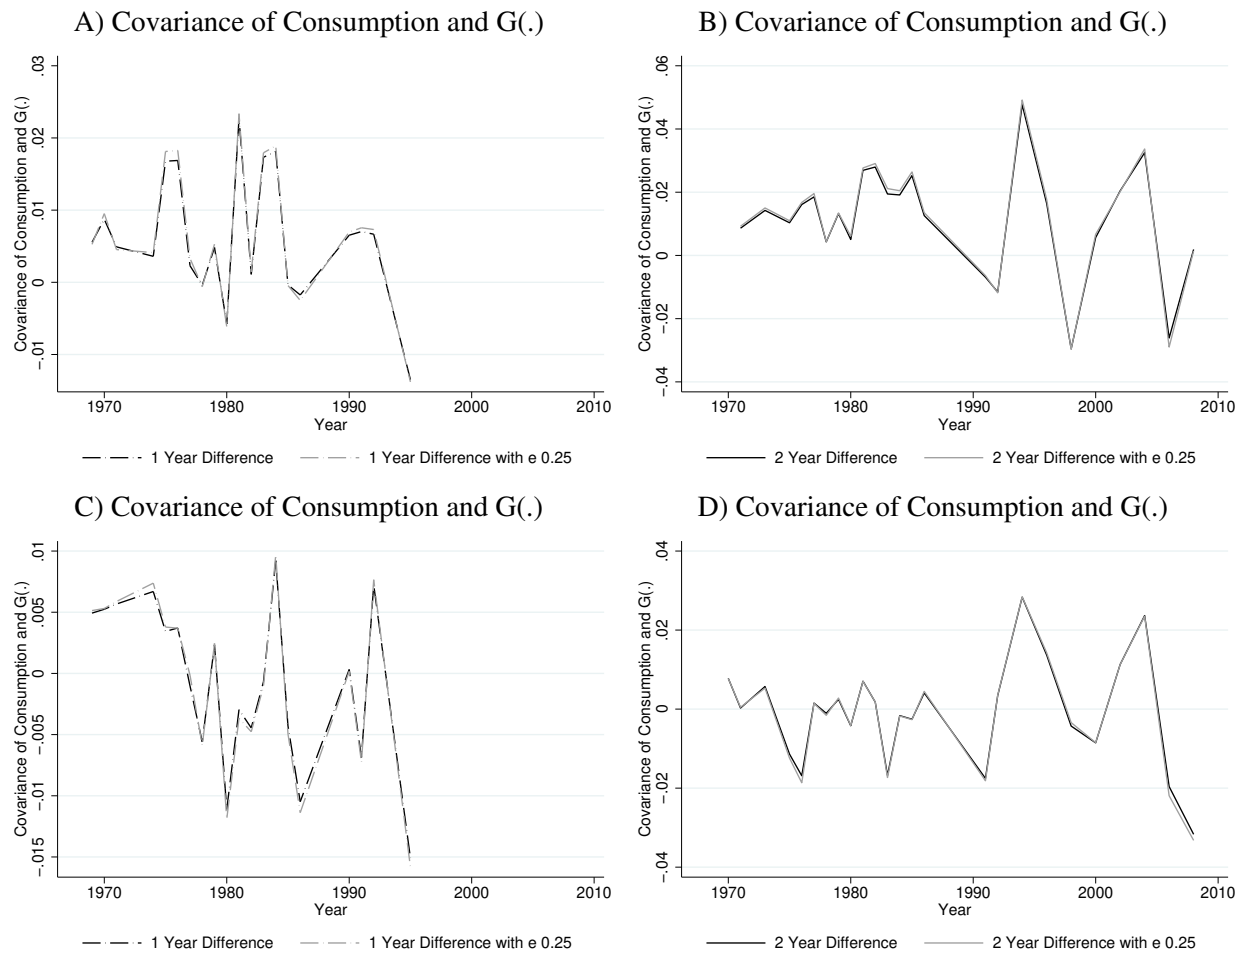 A) Covariance of Consumption and G(.)
Covariance of Consumption and G(.)
.03
.02
.01
0
−.01
1970 1980 1990 2000 2010
Year
1 Year Difference 1 Year Difference with e 0.25
B) Covariance of Consumption and G(.)
Covariance of Consumption and G(.)
.06
.04
.02
0
−.02
−.04
1970 1980 1990 2000 2010
Year
2 Year Difference 2 Year Difference with e 0.25
C) Covariance of Consumption and G(.)
Covariance of Consumption and G(.)
.01
.005
0
−.005
−.01
−.015
1970 1980 1990 2000 2010
Year
1 Year Difference 1 Year Difference with e 0.25
D) Covariance of Consumption and G(.)
Covariance of Consumption and G(.)
.04
.02
0
−.02
−.04
1970 1980 1990 2000 2010
Year
2 Year Difference 2 Year Difference with e 0.25